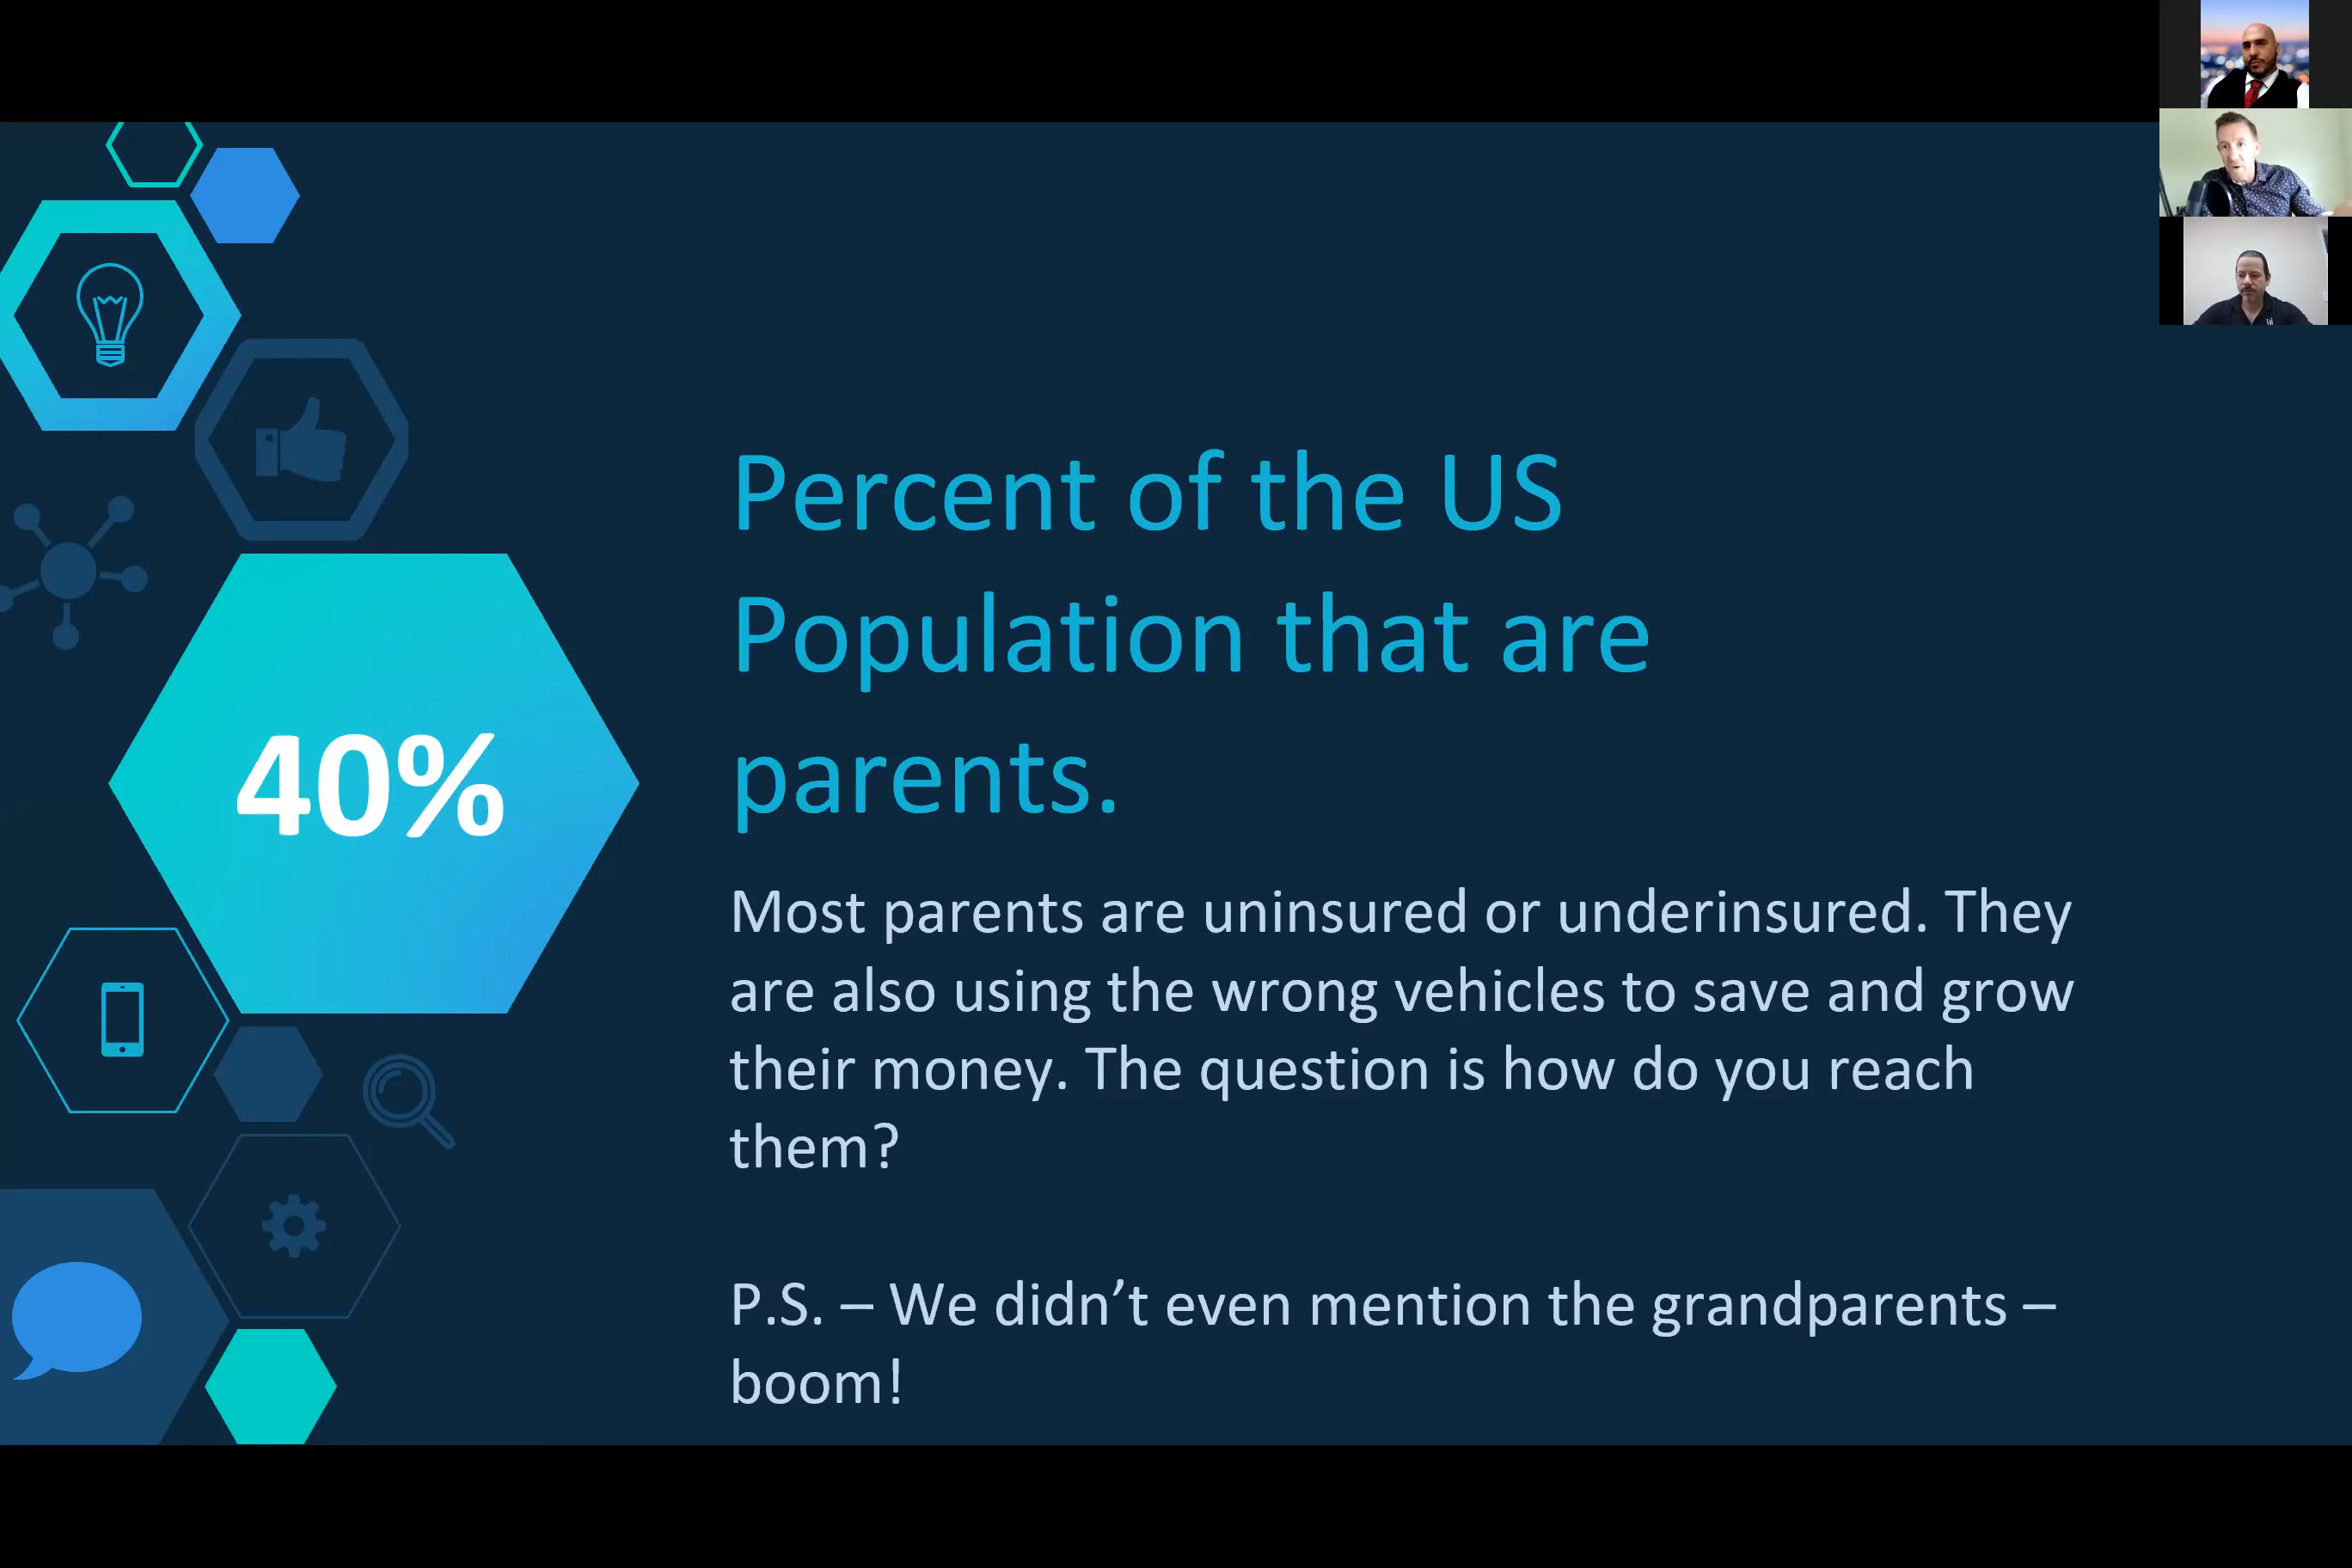 40%
Percent of the US
Population that are
parents.
Most parents are uninsured or underinsured. They
are also using the wrong vehicles to save and grow
their money. The question is how do you reach
them?
P.S. – We didn’t even mention the grandparents –
boom!